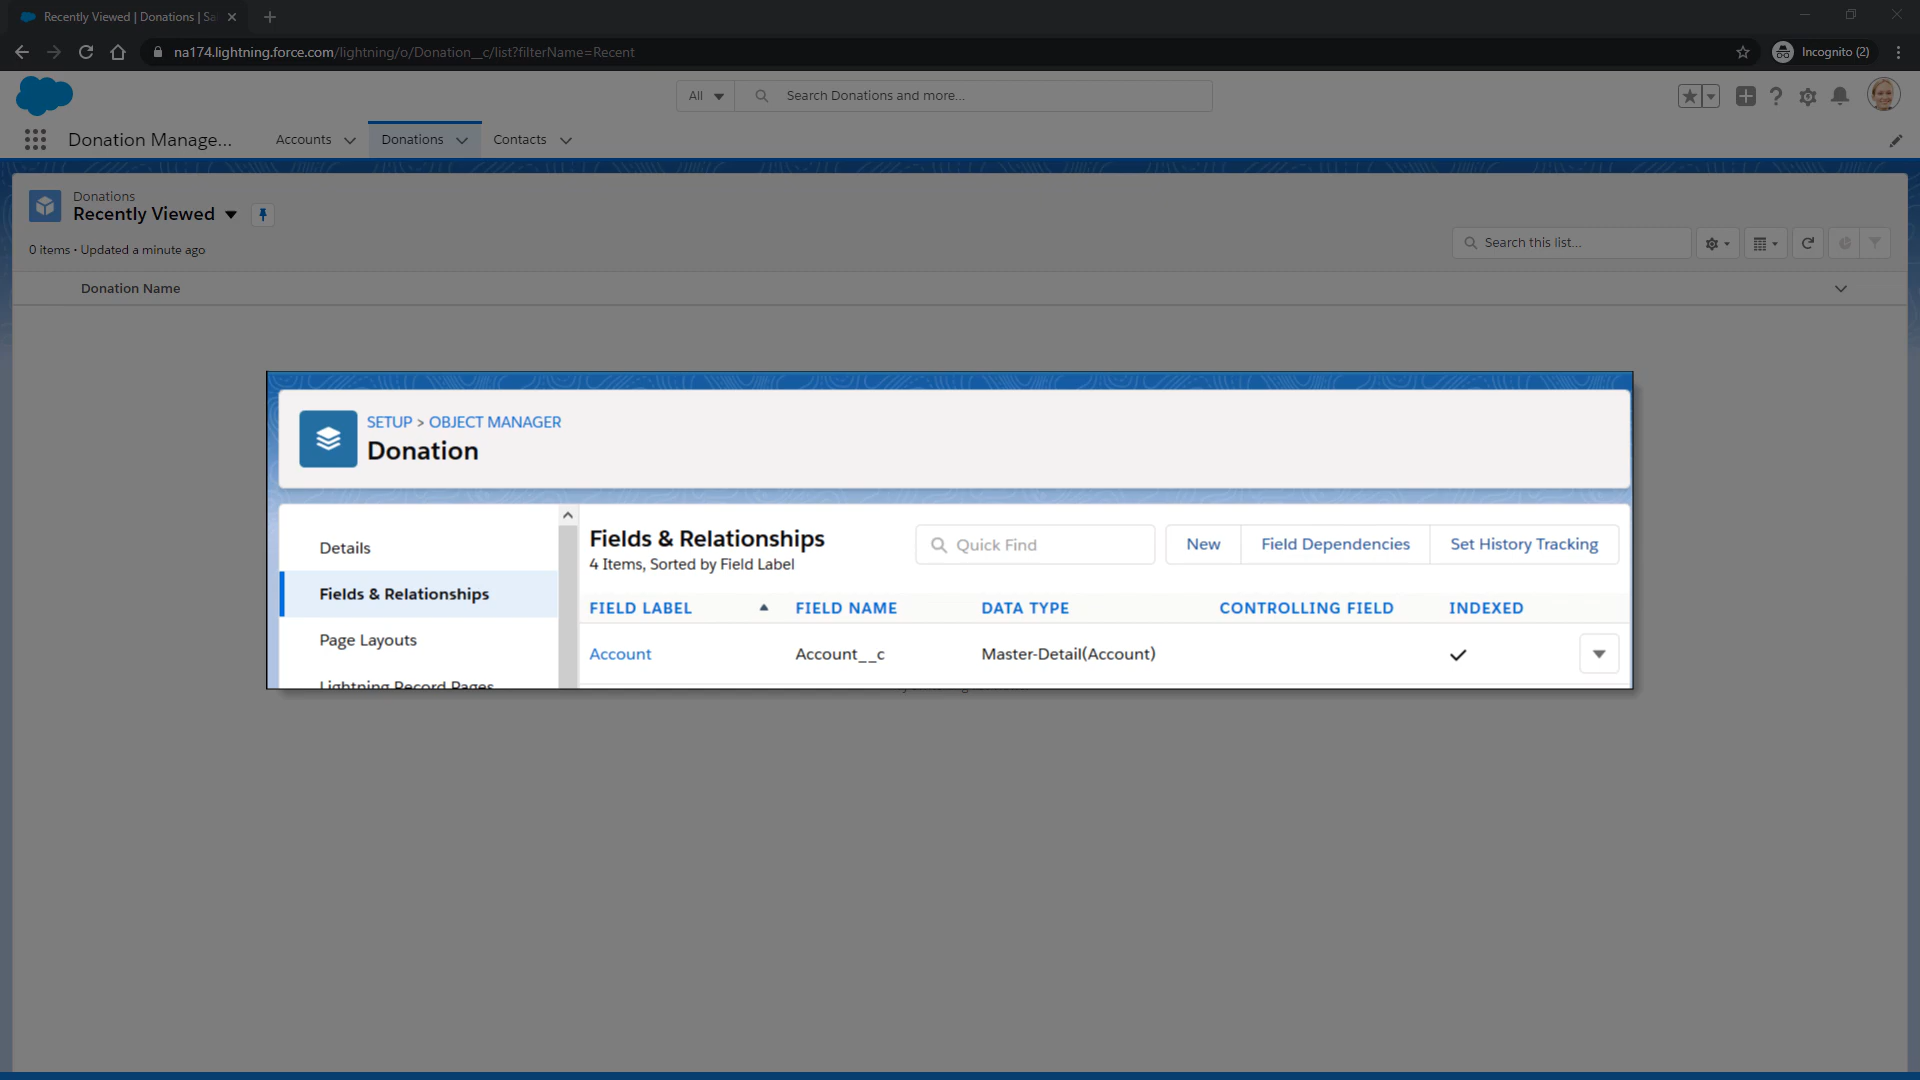 Recently Viewed | Donations | Sa
na174.lightning.force.com/lightning/o/Donation__c/list?filterName=Recent
Incognito (2)
All
Search Donations and more...
Donation Manage...
Accounts
Donations
Contacts
Donations
Recently Viewed
0 items • Updated a minute ago
Search this list...
Donation Name
SETUP > OBJECT MANAGER
Donation
Details
Fields & Relationships
Page Layouts
Lightning Record Pages
Fields & Relationships
4 Items, Sorted by Field Label
Quick Find
New
Field Dependencies
Set History Tracking
FIELD LABEL
FIELD NAME
DATA TYPE
CONTROLLING FIELD
INDEXED
Account
Account__c
Master-Detail(Account)